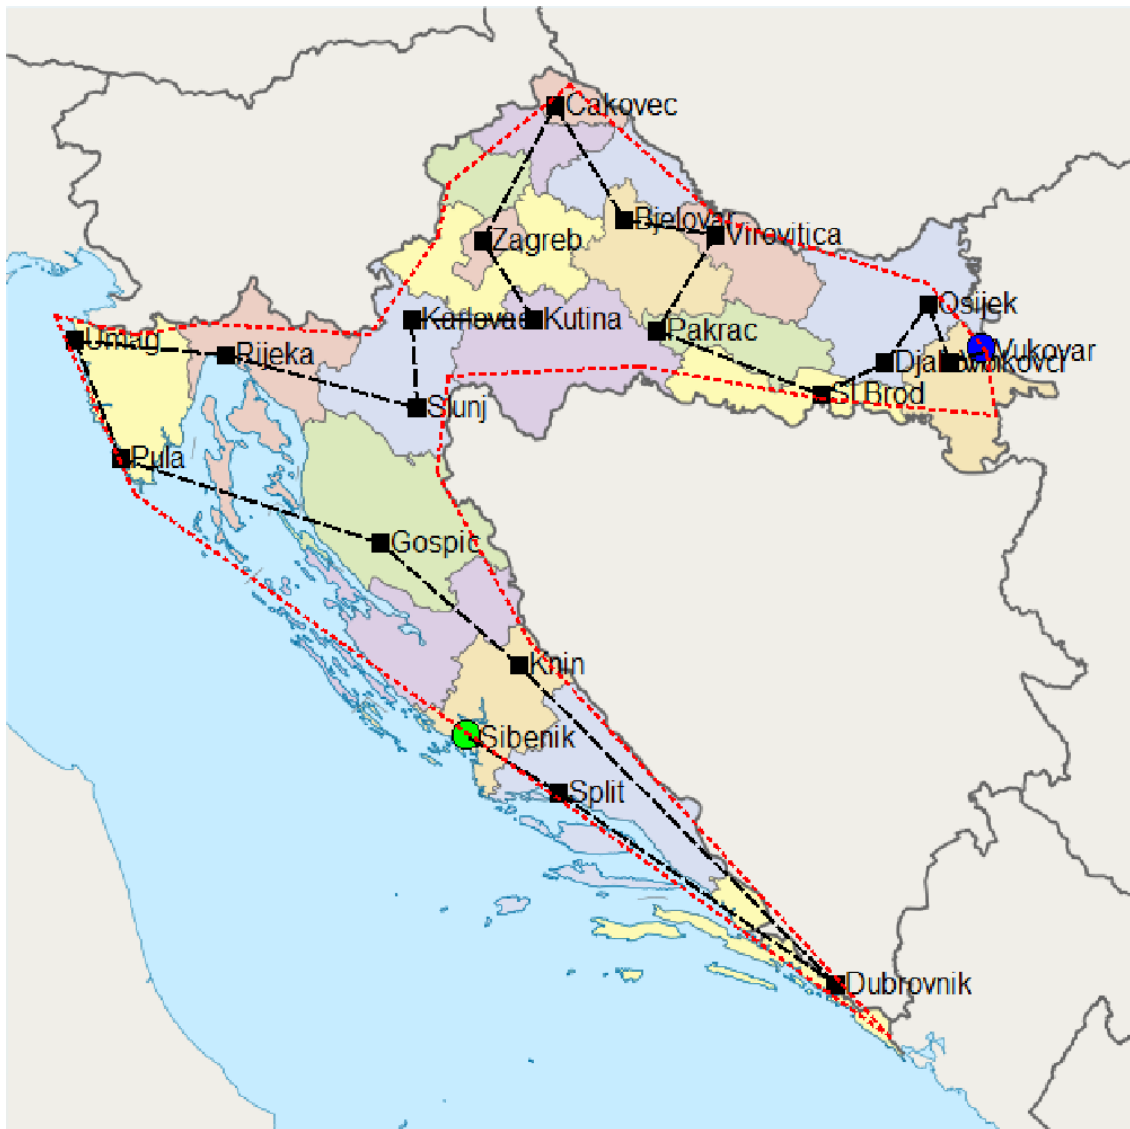 Cakovec
Bjelovar
Virovitica
Zagreb
Osijek
Karlovac
Kutina
Pakrac
Umag
Rijeka
Vukovar
Djakovo
Vinkovci
Sl.Brod
Slunj
Pula
Gospic
Knin
Sibenik
Split
Dubrovnik